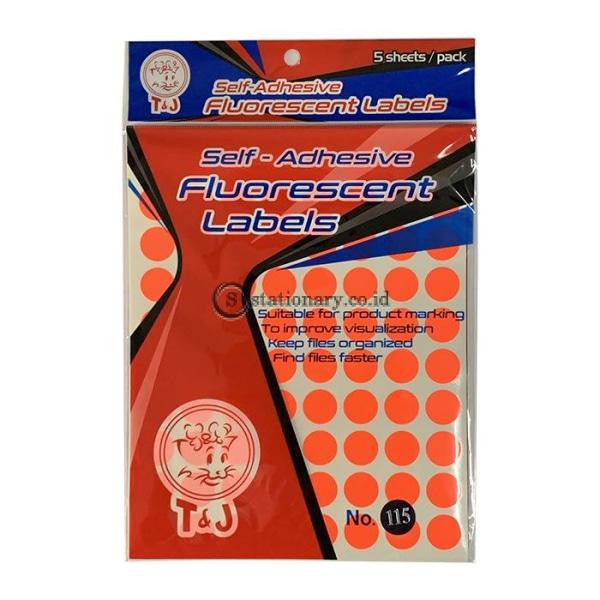 5 sheets/pack
Self-Adhesive
Fluorescent Labels
T&J
Self - Adhesive
Fluorescent
Labels
Stationary.co.id
Suitable for product marking
To improve visualization
Keep files organized
Find files faster
T&J
No. 115